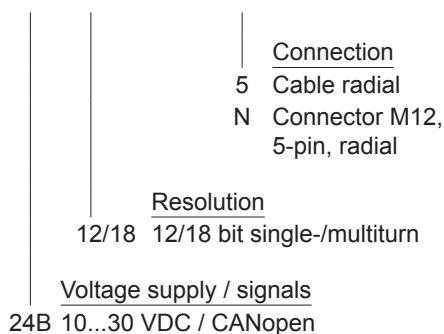 Connection
5 Cable radial
N Connector M12,
5-pin, radial
Resolution
12/18 12/18 bit single-/multiturn
Voltage supply / signals
24B 10...30 VDC / CANopen